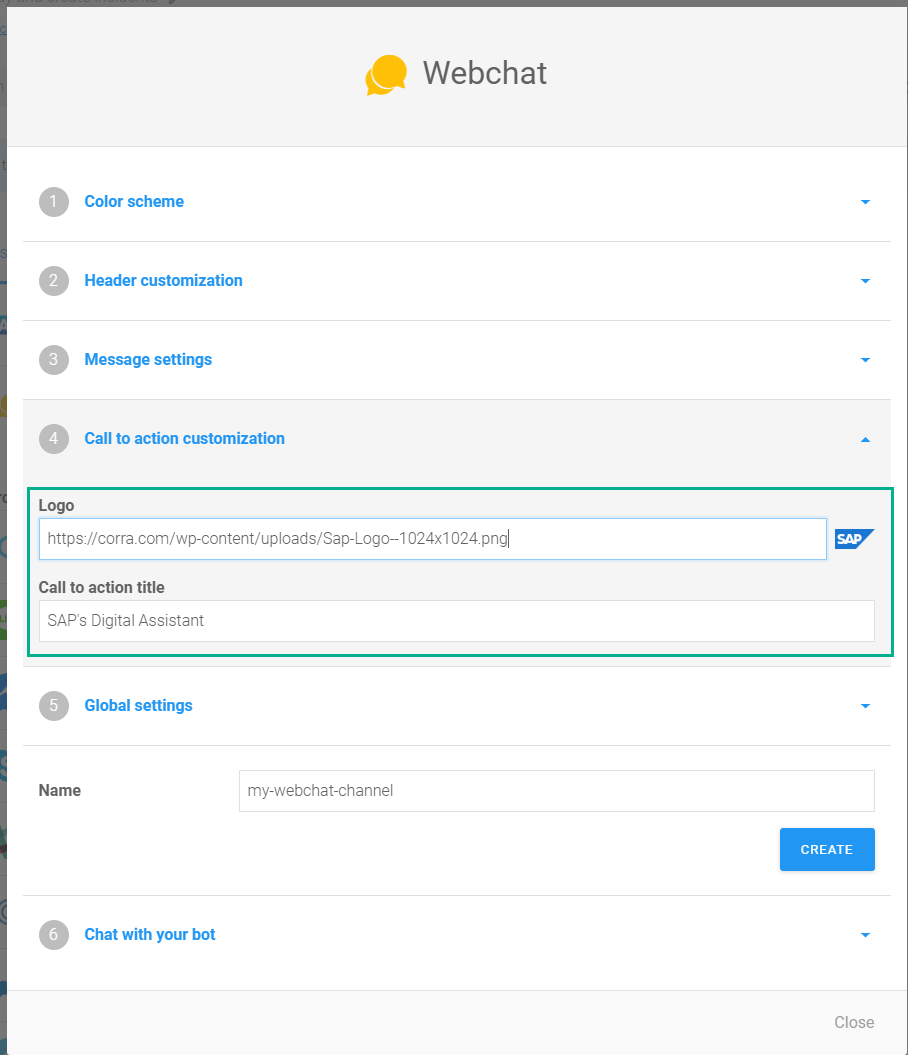 Webchat
1 Color scheme
2 Header customization
3 Message settings
4 Call to action customization
Logo
https://corra.com/wp-content/uploads/Sap-Logo--1024x1024.png
SAP
Call to action title
SAP's Digital Assistant
5 Global settings
Name my-webchat-channel
CREATE
6 Chat with your bot
Close